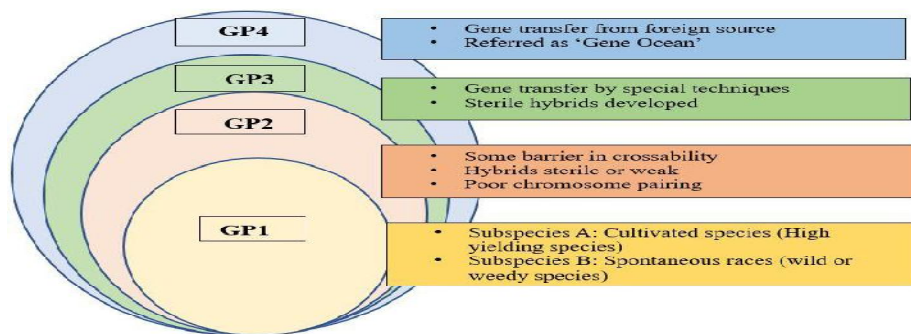 GP4
• Gene transfer from foreign source
• Referred as ‘Gene Ocean’
GP3
• Gene transfer by special techniques
• Sterile hybrids developed
GP2
• Some barrier in crossability
• Hybrids sterile or weak
• Poor chromosome pairing
GP1
• Subspecies A: Cultivated species (High
yielding species)
• Subspecies B: Spontaneous races (wild or
weedy species)